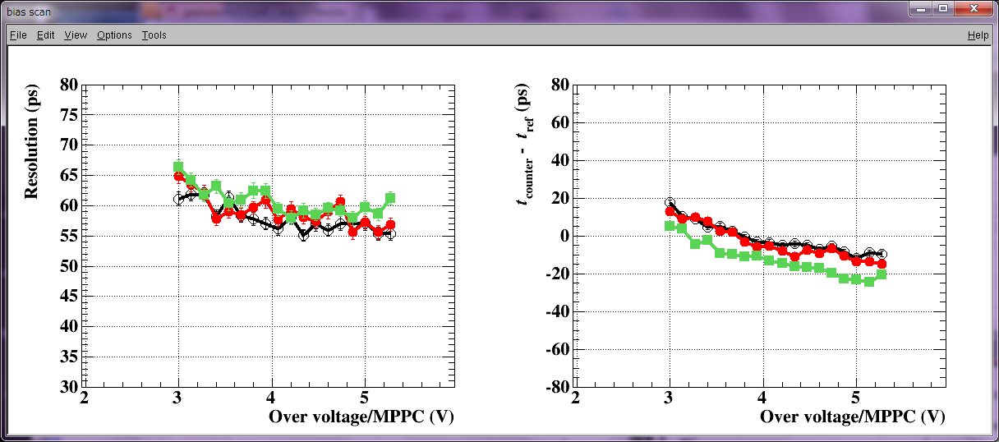 bias scan
File Edit View Options Tools Help
Resolution (ps)
80
75
70
65
60
55
50
45
40
35
30
2 3 4 5
Over voltage/MPPC (V)
t counter - t ref (ps)
80
60
40
20
0
-20
-40
-60
-80
2 3 4 5
Over voltage/MPPC (V)